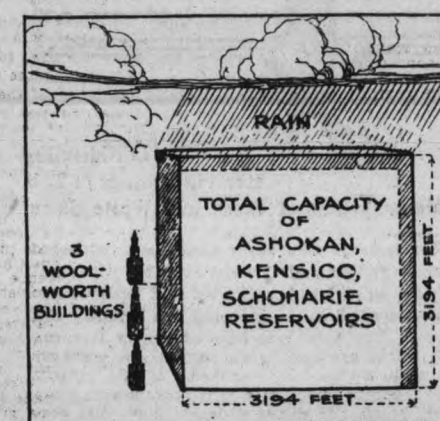 RAIN
TOTAL CAPACITY
OF
ASHOKAN,
KENSICO,
SCHOHARIE
RESERVOIRS
3
WOOL-
WORTH
BUILDINGS
3194 FEET
3194 FEET